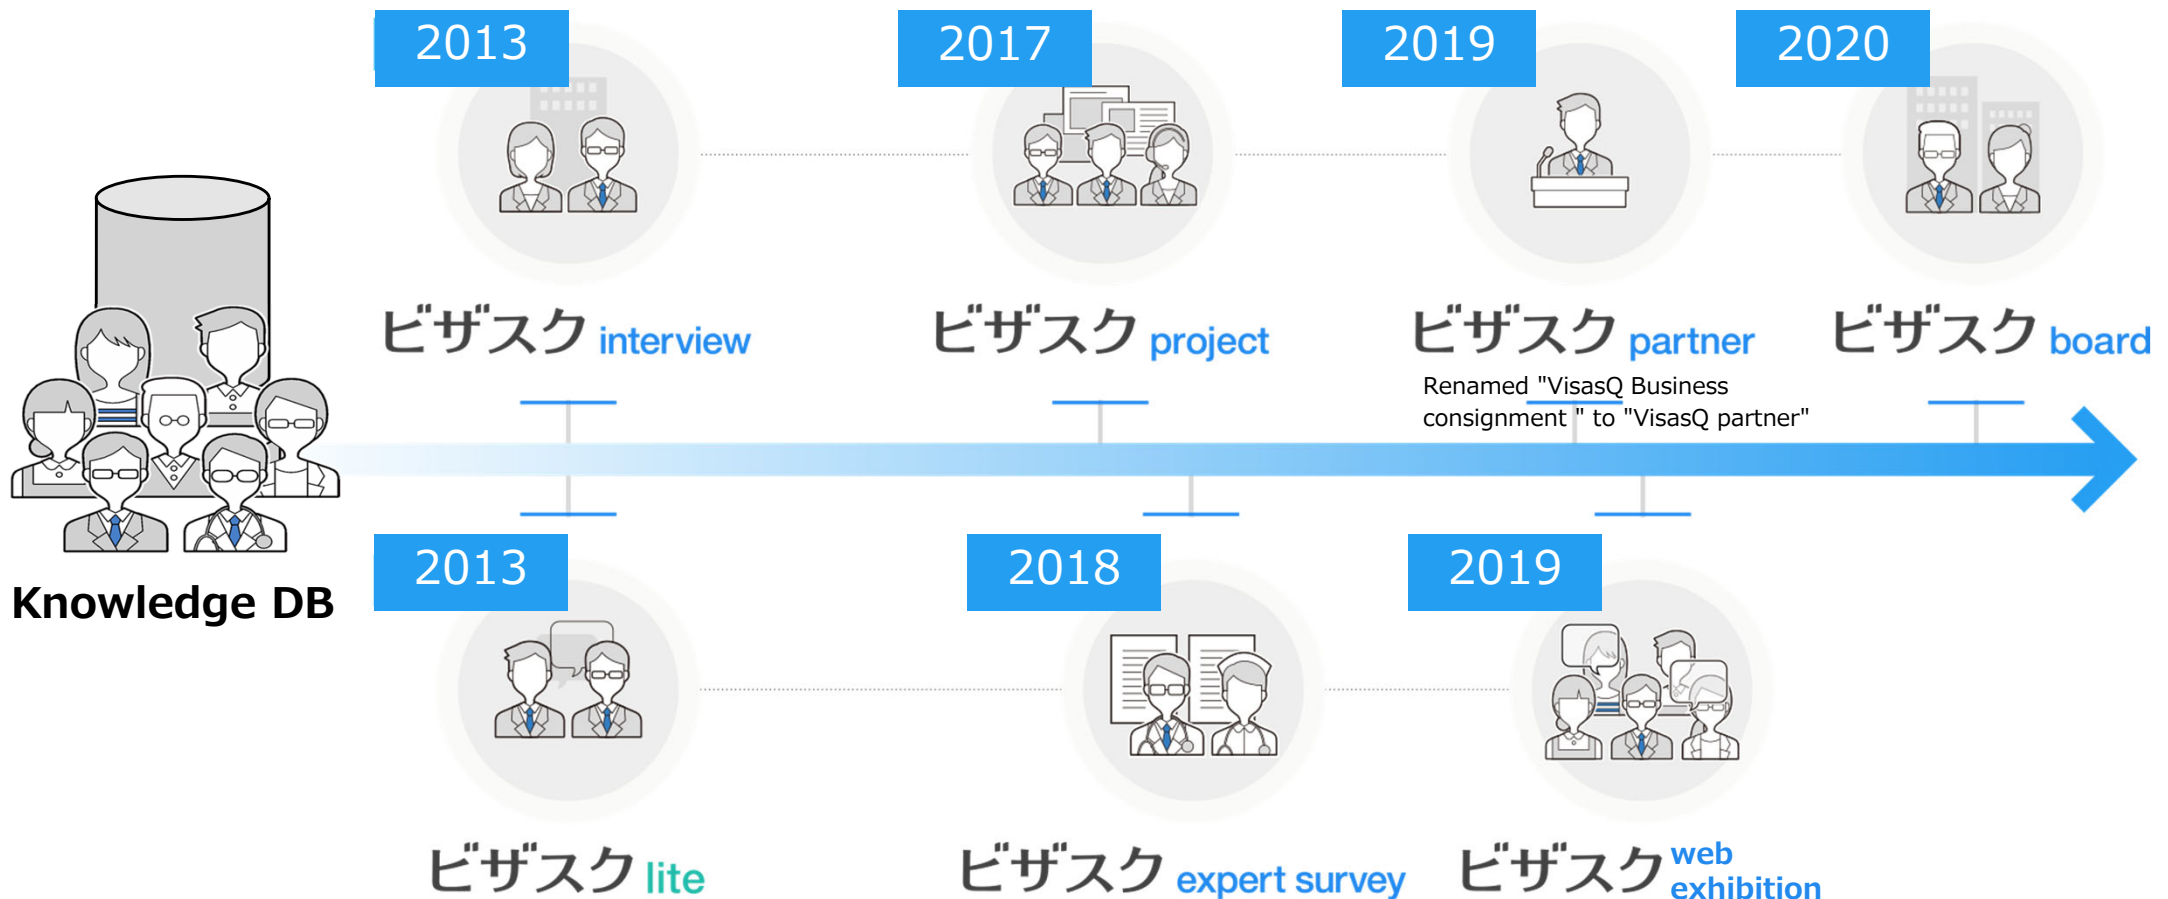 2013
2017
2019
2020
ビザスク interview
ビザスク project
ビザスク partner
ビザスク board
Renamed "VisasQ Business
consignment " to "VisasQ partner"
Knowledge DB
2013
2018
2019
ビザスク lite
ビザスク expert survey
ビザスク web
exhibition